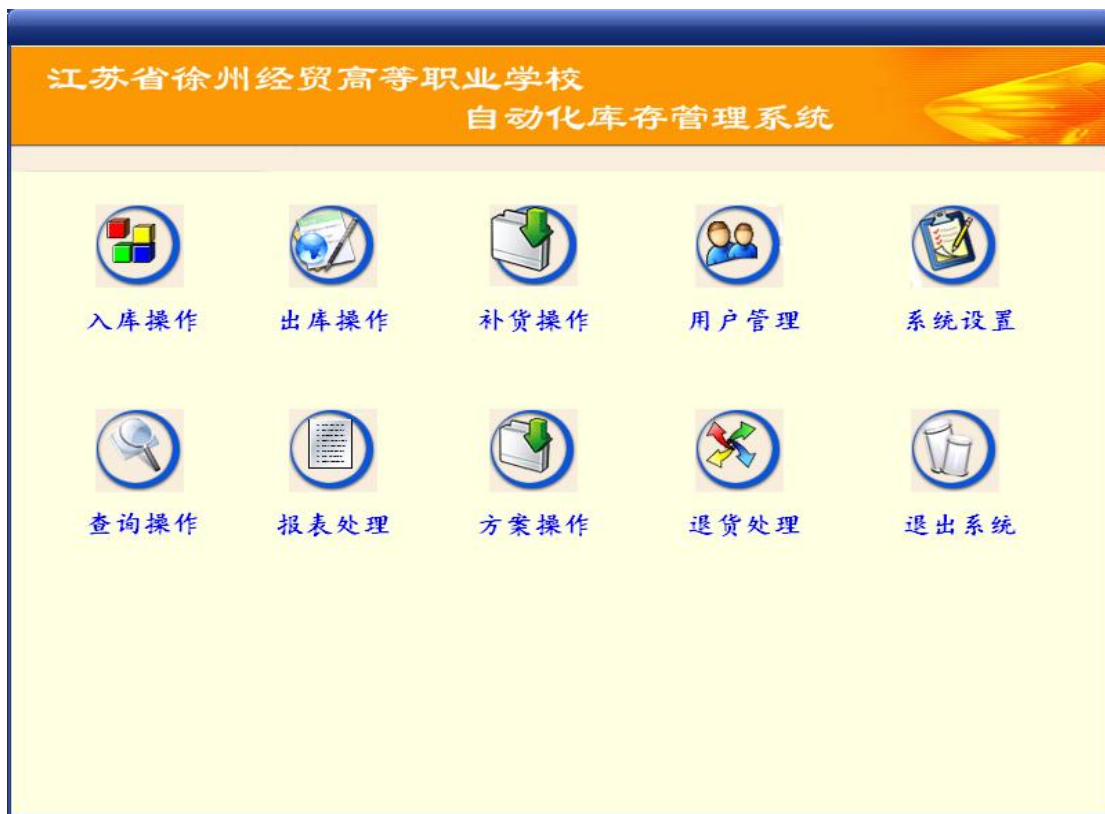 江苏省徐州经贸高等职业学校
自动化库存管理系统
入库操作 出库操作 补货操作 用户管理 系统设置
查询操作 报表处理 方案操作 退货处理 退出系统